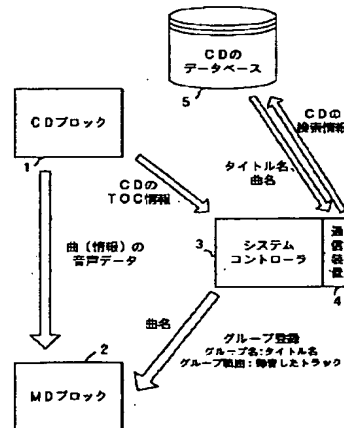 CDの
データベース
5
CDブロック
1
CDの
検索情報
タイトル名、
曲名
CDの
TOC情報
3
システム
コントローラ
通信装置
4
曲(情報)の
音声データ
曲名
グループ登録
グループ名:タイトル名
グループ範囲:録音したトラック
2
MDブロック